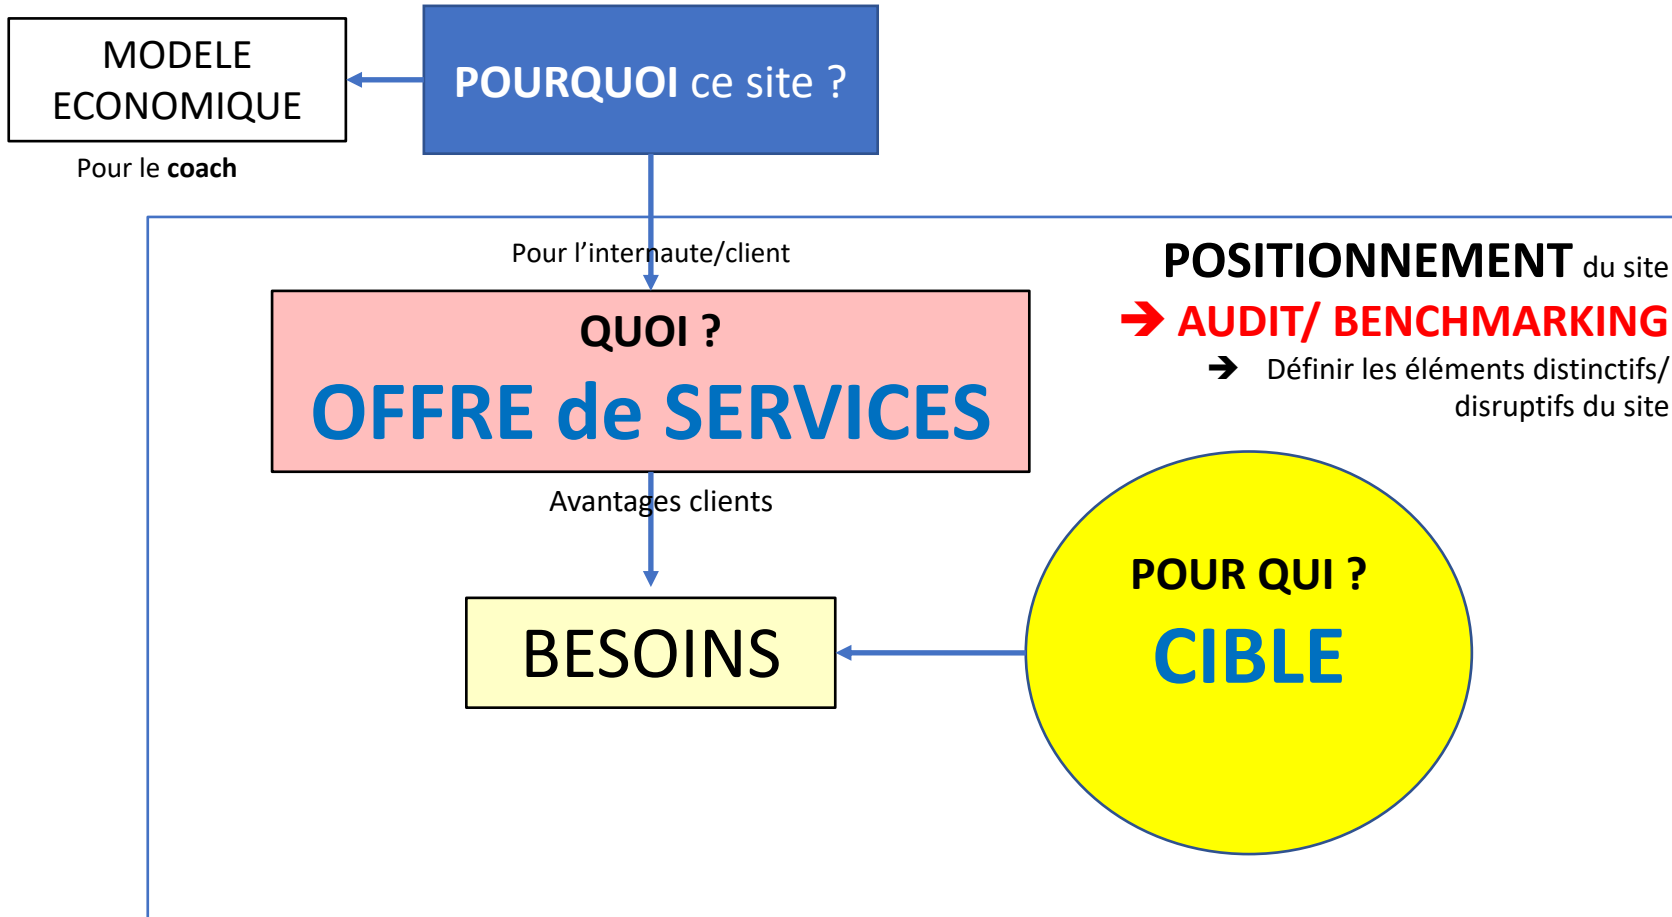 MODELE
ECONOMIQUE
POURQUOI ce site ?
Pour le coach
Pour l’internaute/client
POSITIONNEMENT du site
➔ AUDIT/ BENCHMARKING
➔ Définir les éléments distinctifs/
disruptifs du site
QUOI ?
OFFRE de SERVICES
Avantages clients
BESOINS
POUR QUI ?
CIBLE